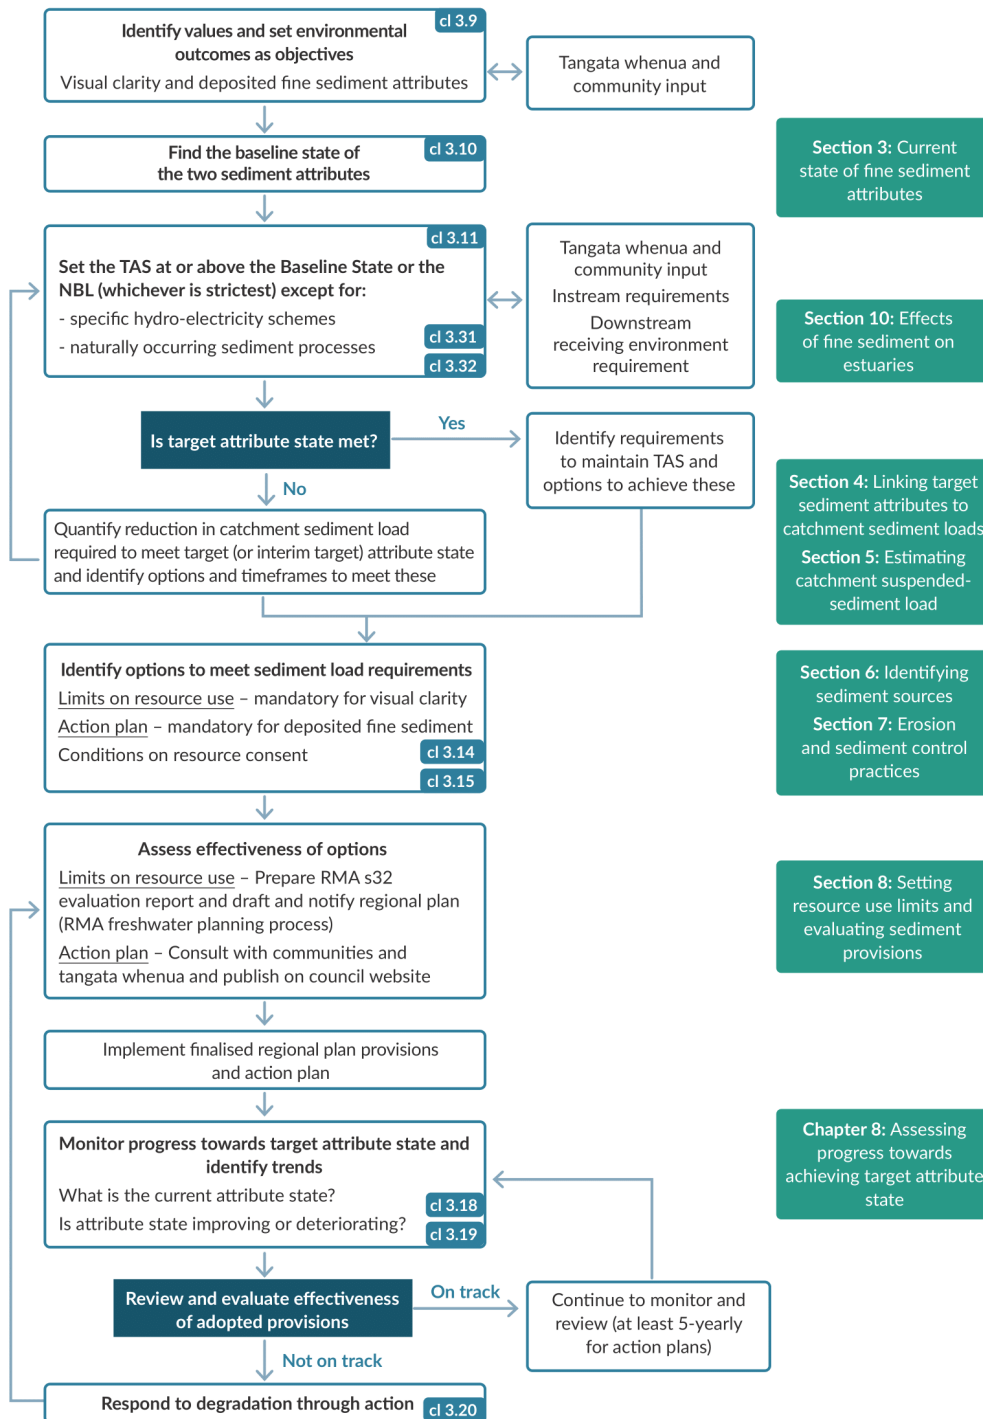 cl 3.9
Identify values and set environmental
outcomes as objectives
Visual clarity and deposited fine sediment attributes
Tangata whenua and
community input
cl 3.10
Find the baseline state of
the two sediment attributes
Section 3: Current
state of fine sediment
attributes
cl 3.11
Set the TAS at or above the Baseline State or the
NBL (whichever is strictest) except for:
- specific hydro-electricity schemes
- naturally occurring sediment processes
cl 3.31
cl 3.32
Tangata whenua and
community input
Instream requirements
Downstream
receiving environment
requirement
Section 10: Effects
of fine sediment on
estuaries
Is target attribute state met?
Yes
Identify requirements
to maintain TAS and
options to achieve these
No
Quantify reduction in catchment sediment load
required to meet target (or interim target) attribute state
and identify options and timeframes to meet these
Section 4: Linking target
sediment attributes to
catchment sediment loads
Section 5: Estimating
catchment suspended-
sediment load
Identify options to meet sediment load requirements
Limits on resource use – mandatory for visual clarity
Action plan – mandatory for deposited fine sediment
Conditions on resource consent
cl 3.14
cl 3.15
Section 6: Identifying
sediment sources
Section 7: Erosion
and sediment control
practices
Assess effectiveness of options
Limits on resource use – Prepare RMA s32
evaluation report and draft and notify regional plan
(RMA freshwater planning process)
Action plan – Consult with communities and
tangata whenua and publish on council website
Section 8: Setting
resource use limits and
evaluating sediment
provisions
Implement finalised regional plan provisions
and action plan
Monitor progress towards target attribute state and
identify trends
What is the current attribute state?
Is attribute state improving or deteriorating?
cl 3.18
cl 3.19
Chapter 8: Assessing
progress towards
achieving target attribute
state
Review and evaluate effectiveness
of adopted provisions
On track
Continue to monitor and
review (at least 5-yearly
for action plans)
Not on track
Respond to degradation through action
cl 3.20